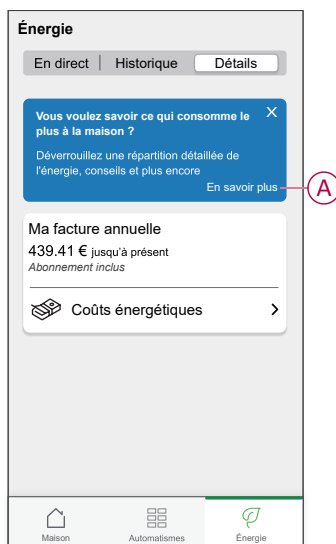 Énergie
En direct | Historique Détails
Vous voulez savoir ce qui consomme le
plus à la maison ?
Déverrouillez une répartition détaillée de
l'énergie, conseils et plus encore
En savoir plus
A
Ma facture annuelle
439.41 € jusqu'à présent
Abonnement inclus
Coûts énergétiques
Maison Automatismes Énergie